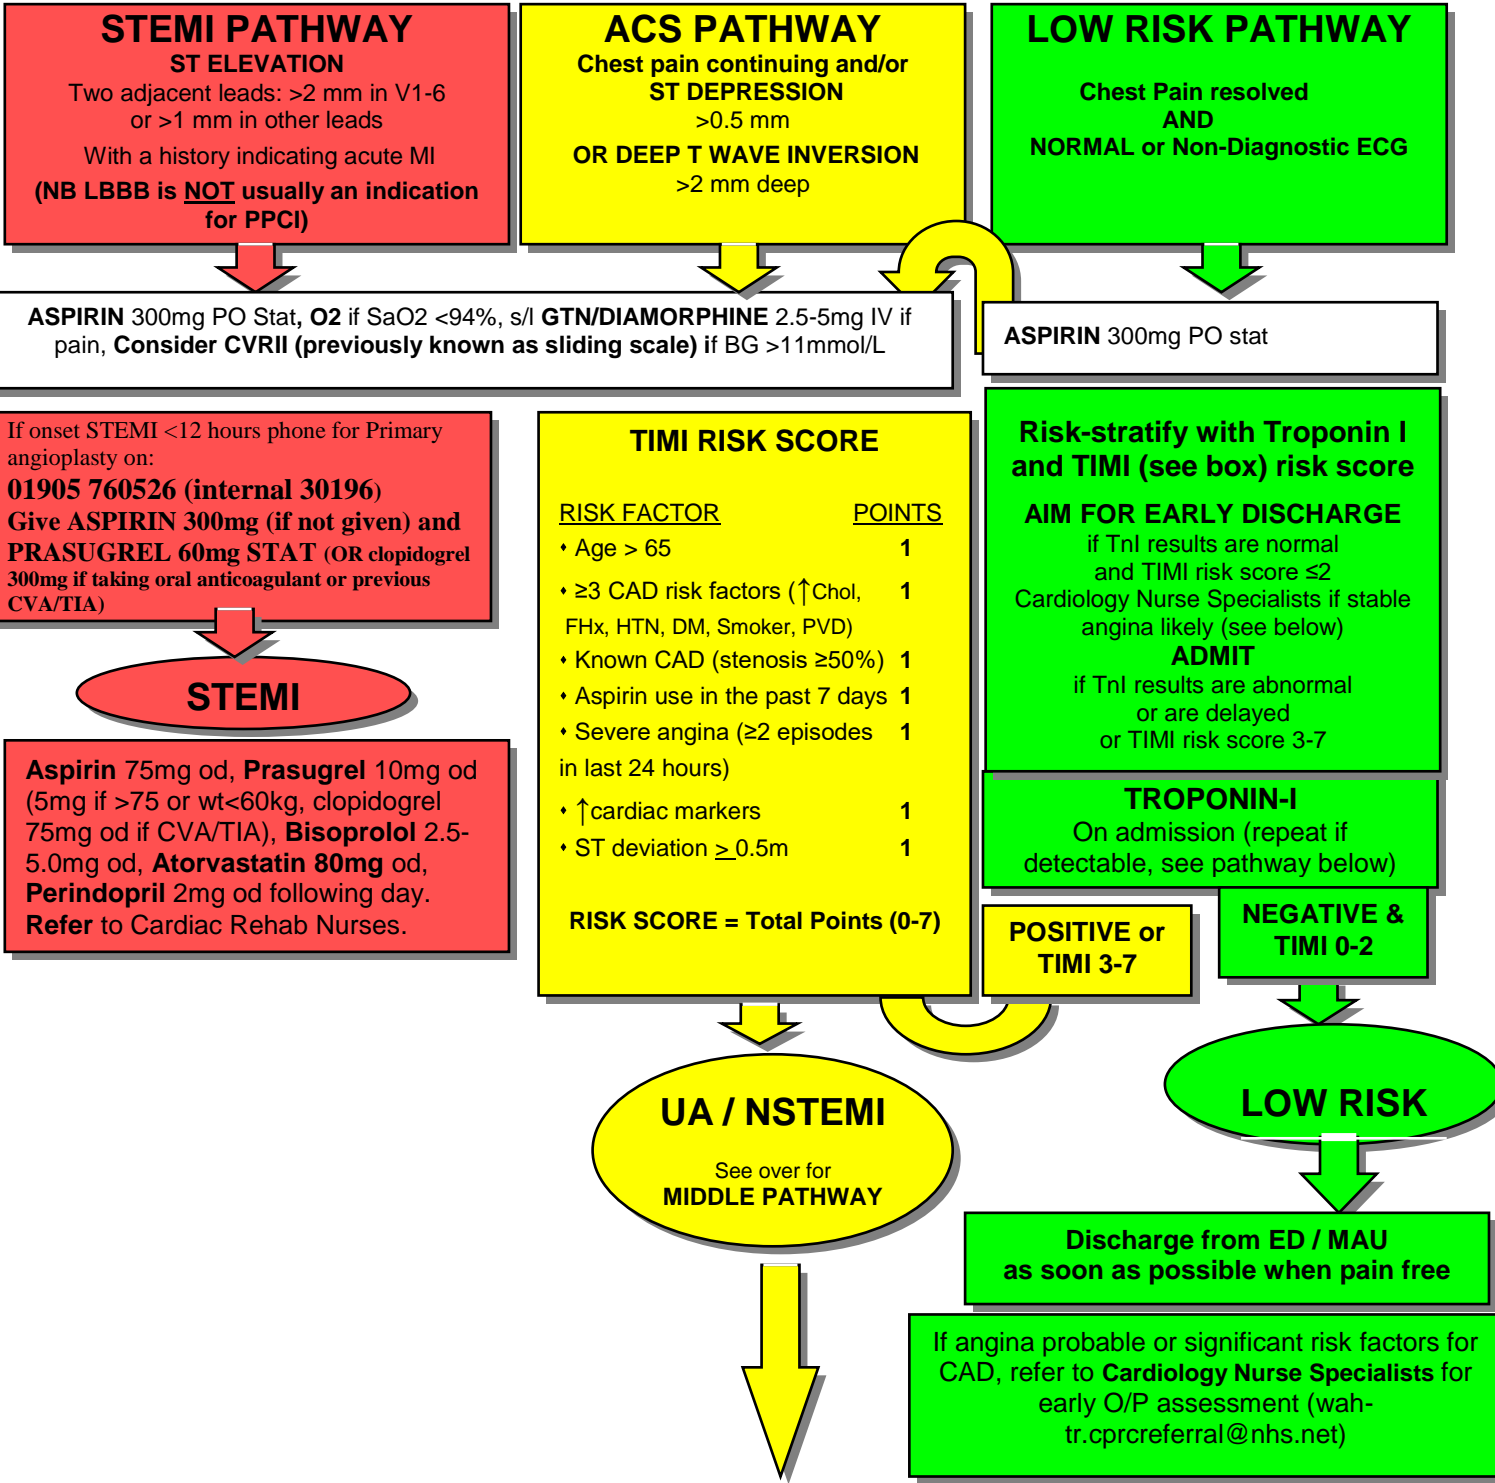 STEMI PATHWAY
ST ELEVATION
Two adjacent leads: >2 mm in V1-6
or >1 mm in other leads
With a history indicating acute MI
(NB LBBB is NOT usually an indication
for PPCI)
ACS PATHWAY
Chest pain continuing and/or
ST DEPRESSION
>0.5 mm
OR DEEP T WAVE INVERSION
>2 mm deep
LOW RISK PATHWAY
Chest Pain resolved
AND
NORMAL or Non-Diagnostic ECG
ASPIRIN 300mg PO Stat, O2 if SaO2 <94%, s/l GTN/DIAMORPHINE 2.5-5mg IV if
pain, Consider CVRII (previously known as sliding scale) if BG >11mmol/L
ASPIRIN 300mg PO stat
If onset STEMI <12 hours phone for Primary
angioplasty on:
01905 760526 (internal 30196)
Give ASPIRIN 300mg (if not given) and
PRASUGREL 60mg STAT (OR clopidogrel
300mg if taking oral anticoagulant or previous
CVA/TIA)
STEMI
Aspirin 75mg od, Prasugrel 10mg od
(5mg if >75 or wt<60kg, clopidogrel
75mg od if CVA/TIA), Bisoprolol 2.5-
5.0mg od, Atorvastatin 80mg od,
Perindopril 2mg od following day.
Refer to Cardiac Rehab Nurses.
TIMI RISK SCORE
RISK FACTOR POINTS
• Age > 65 1
• ≥3 CAD risk factors (↑Chol, 1
FHx, HTN, DM, Smoker, PVD)
• Known CAD (stenosis ≥50%) 1
• Aspirin use in the past 7 days 1
• Severe angina (≥2 episodes 1
in last 24 hours)
• ↑cardiac markers 1
• ST deviation > 0.5m 1
RISK SCORE = Total Points (0-7)
Risk-stratify with Troponin I
and TIMI (see box) risk score
AIM FOR EARLY DISCHARGE
if TnI results are normal
and TIMI risk score ≤2
Cardiology Nurse Specialists if stable
angina likely (see below)
ADMIT
if TnI results are abnormal
or are delayed
or TIMI risk score 3-7
TROPONIN-I
On admission (repeat if
detectable, see pathway below)
POSITIVE or
TIMI 3-7
NEGATIVE &
TIMI 0-2
UA / NSTEMI
See over for
MIDDLE PATHWAY
LOW RISK
Discharge from ED / MAU
as soon as possible when pain free
If angina probable or significant risk factors for
CAD, refer to Cardiology Nurse Specialists for
early O/P assessment (wah-
tr.cprcreferral@nhs.net)